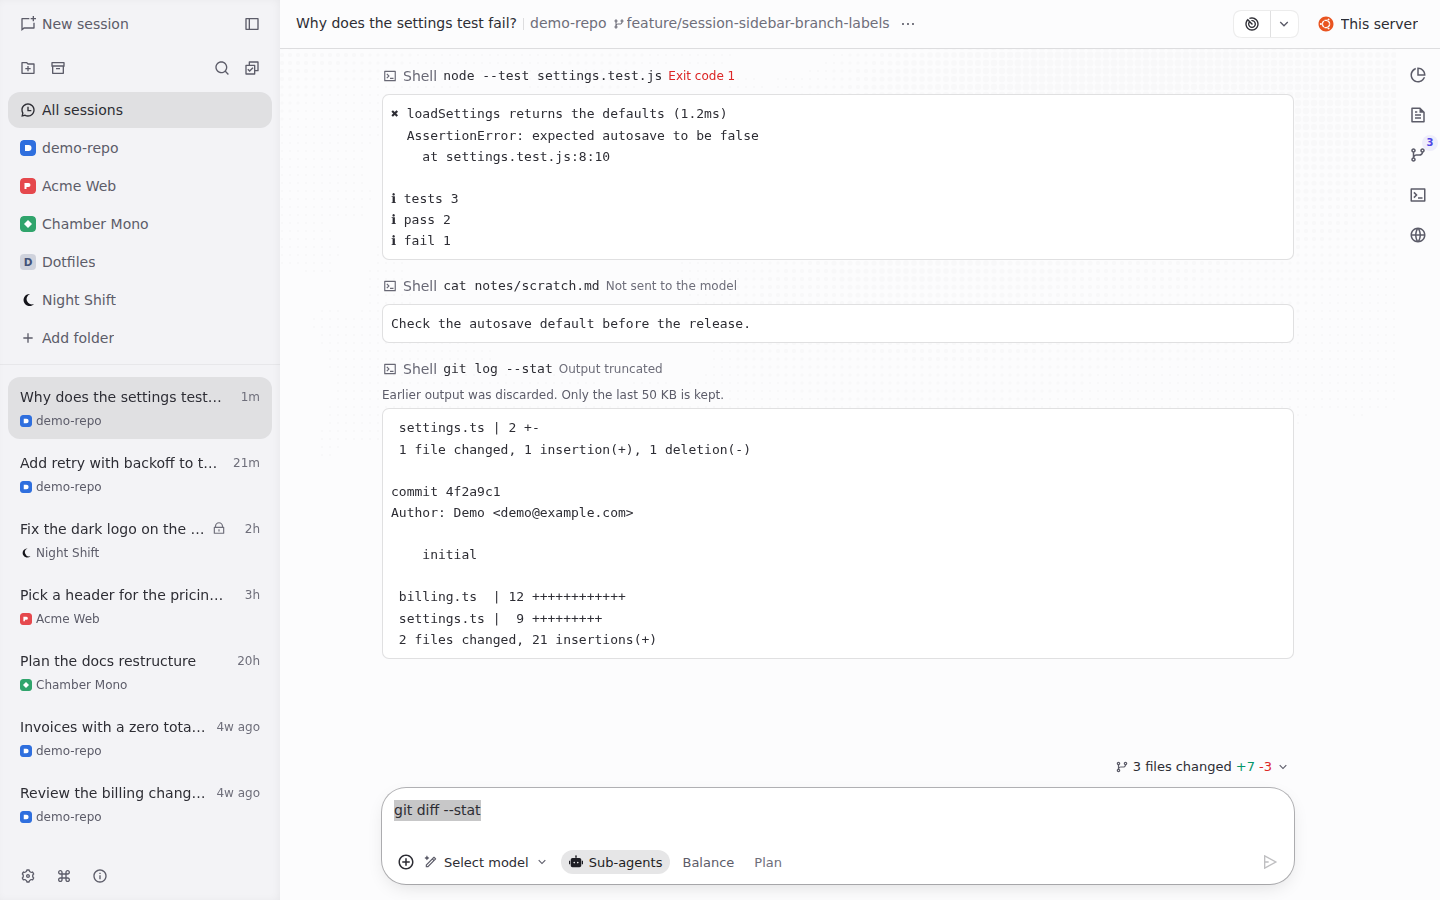 New session
All sessions
demo-repo
Acme Web
Chamber Mono
D Dotfiles
Night Shift
Add folder
Why does the settings test... 1m
demo-repo
Add retry with backoff to t... 21m
demo-repo
Fix the dark logo on the ... 2h
Night Shift
Pick a header for the pricin... 3h
Acme Web
Plan the docs restructure 20h
Chamber Mono
Invoices with a zero tota... 4w ago
demo-repo
Review the billing chang... 4w ago
demo-repo
Why does the settings test fail? demo-repo feature/session-sidebar-branch-labels ...
This server
3
Shell node --test settings.test.js Exit code 1
✖ loadSettings returns the defaults (1.2ms)
AssertionError: expected autosave to be false
at settings.test.js:8:10
ℹ tests 3
ℹ pass 2
ℹ fail 1
Shell cat notes/scratch.md Not sent to the model
Check the autosave default before the release.
Shell git log --stat Output truncated
Earlier output was discarded. Only the last 50 KB is kept.
settings.ts | 2 +-
1 file changed, 1 insertion(+), 1 deletion(-)
commit 4f2a9c1
Author: Demo <demo@example.com>
initial
billing.ts  | 12 ++++++++++++
settings.ts |  9 +++++++++
2 files changed, 21 insertions(+)
3 files changed +7 -3
git diff --stat
Select model Sub-agents Balance Plan